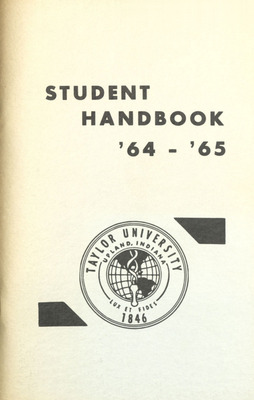 STUDENT
HANDBOOK
'64 - '65
TAYLOR UNIVERSITY
UPLAND, INDIANA
LUX ET FIDES
1846